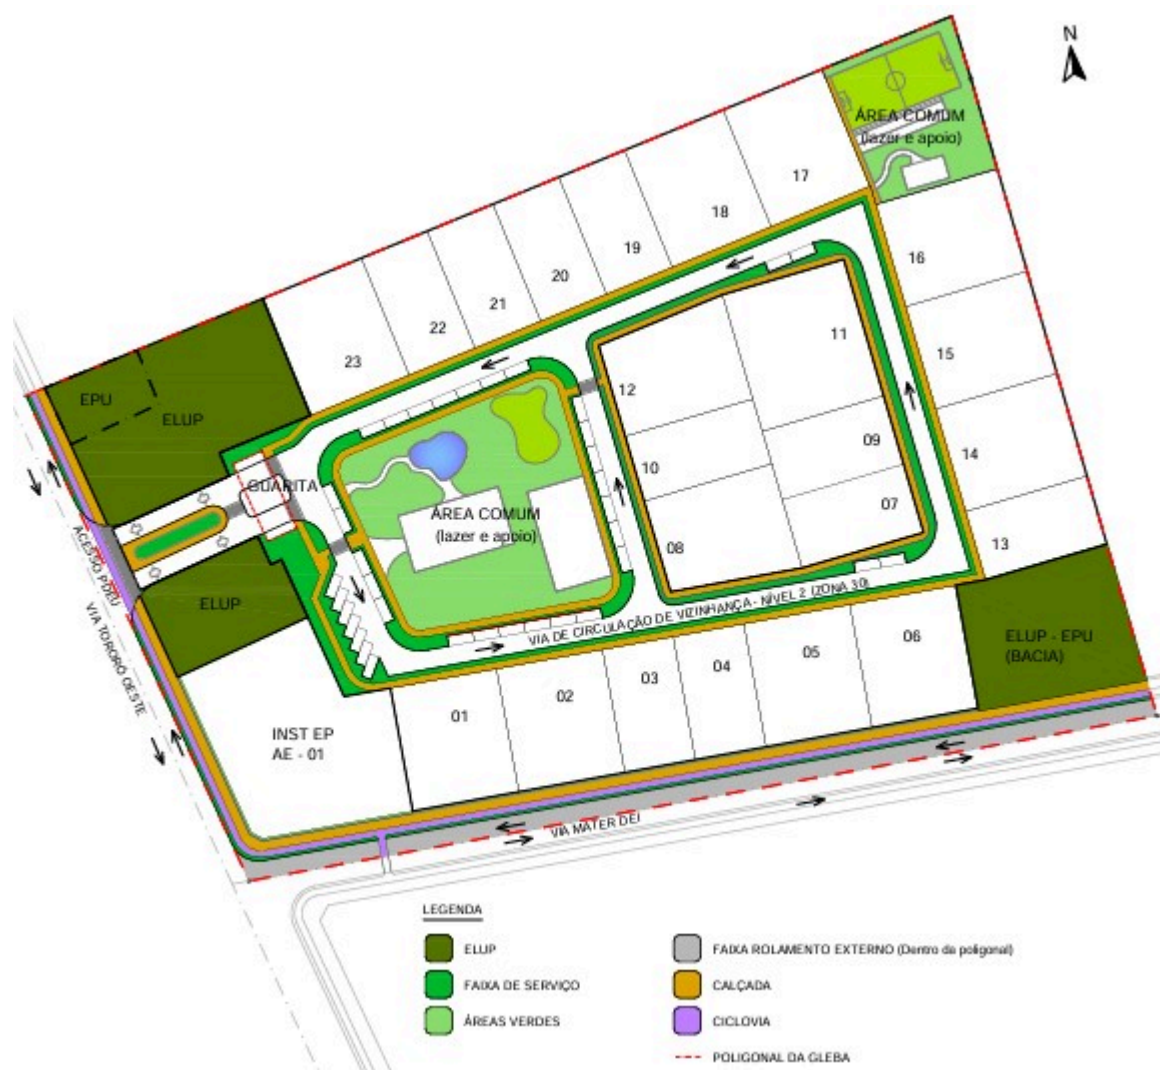 N
ÁREA COMUM
(lazer e apoio)
17
18
19
20
21
22
23
16
15
14
13
11
12
10
09
08
07
EPU
ELUP
GUARITA
ÁREA COMUM
(lazer e apoio)
ELUP
ACESSO PDEU
VIA TORORÓ OESTE
VIA DE CIRCULAÇÃO DE VIZINHANÇA - NÍVEL 2 (ZONA 30)
ELUP - EPU
(BACIA)
01
02
03
04
05
06
INST EP
AE - 01
VIA MATER DEI
LEGENDA
ELUP
FAIXA DE SERVIÇO
ÁREAS VERDES
FAIXA ROLAMENTO EXTERNO (Dentro da poligonal)
CALÇADA
CICLOVIA
POLIGONAL DA GLEBA